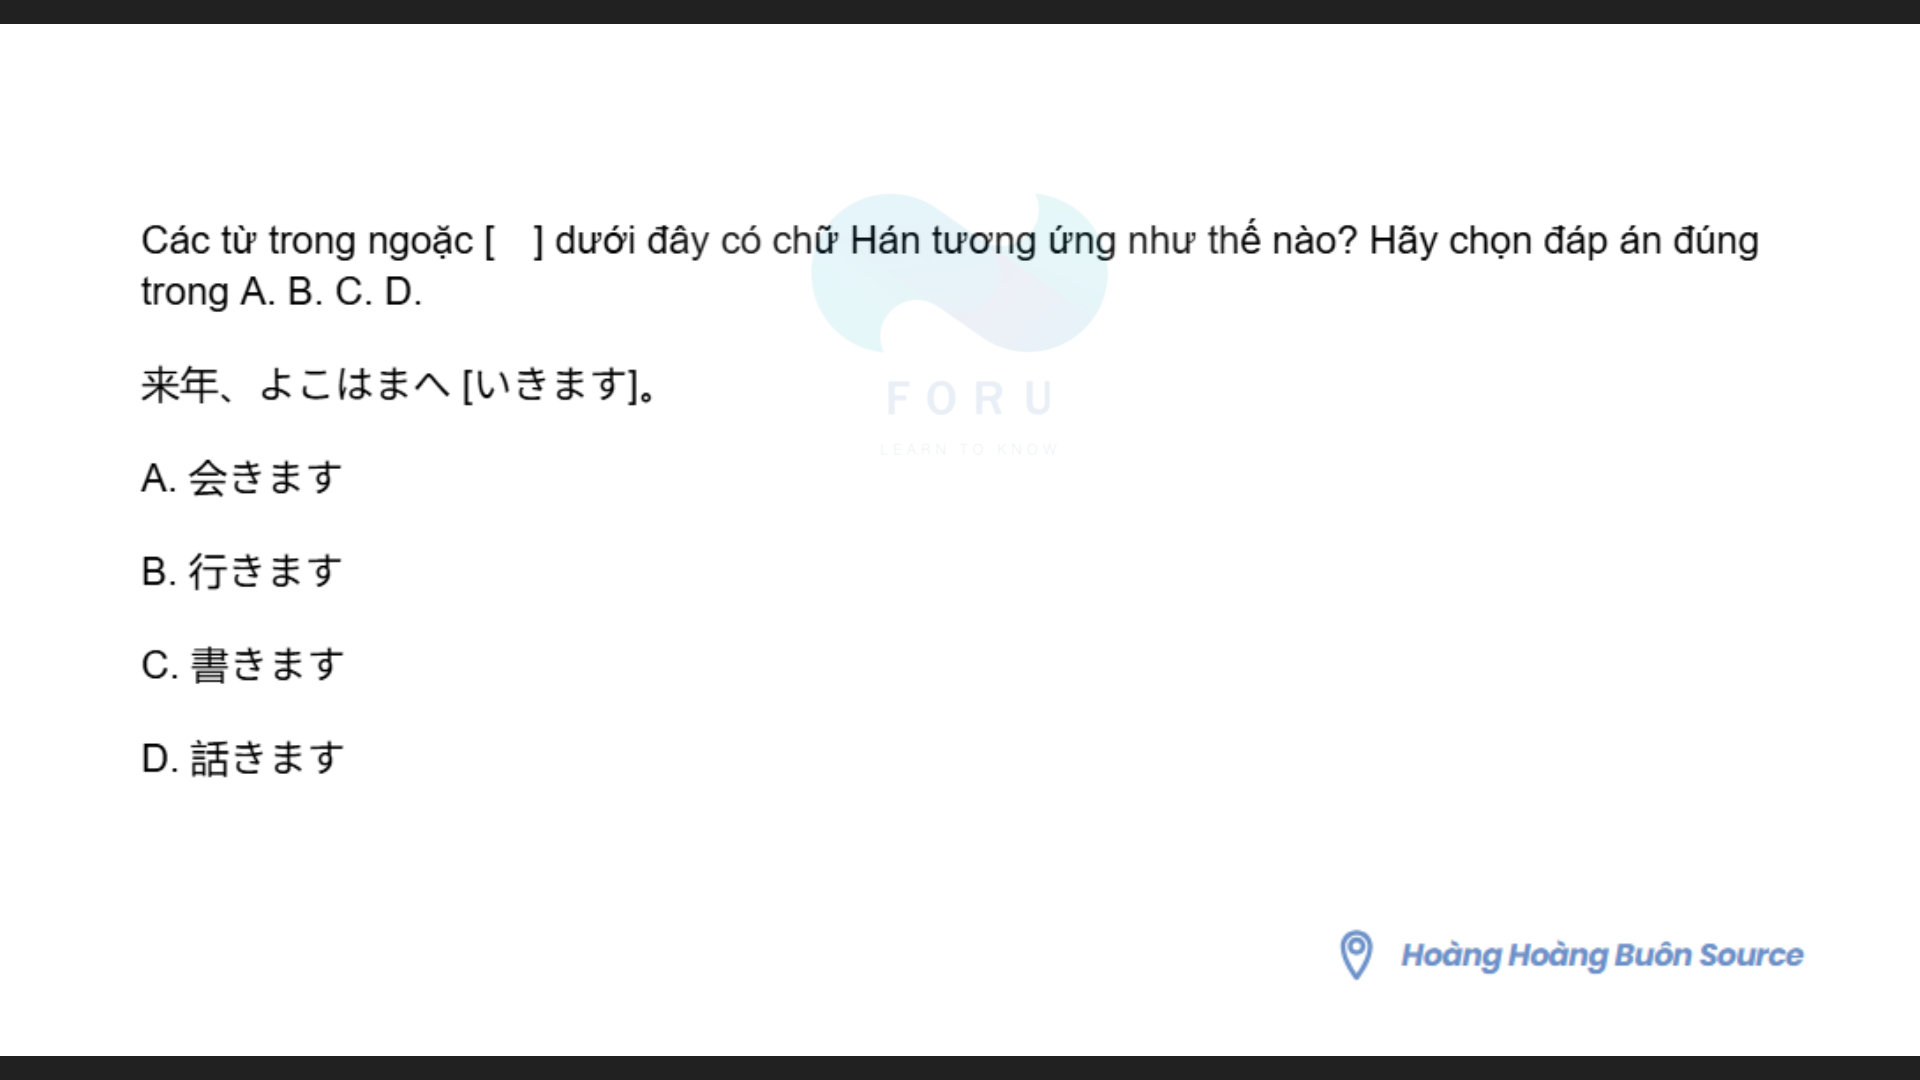 Các từ trong ngoặc [   ] dưới đây có chữ Hán tương ứng như thế nào? Hãy chọn đáp án đúng
trong A. B. C. D.
来年、よこはまへ [いきます]。
A. 会きます
B. 行きます
C. 書きます
D. 話きます
FORU
LEARN TO KNOW
Hoàng Hoàng Buôn Source